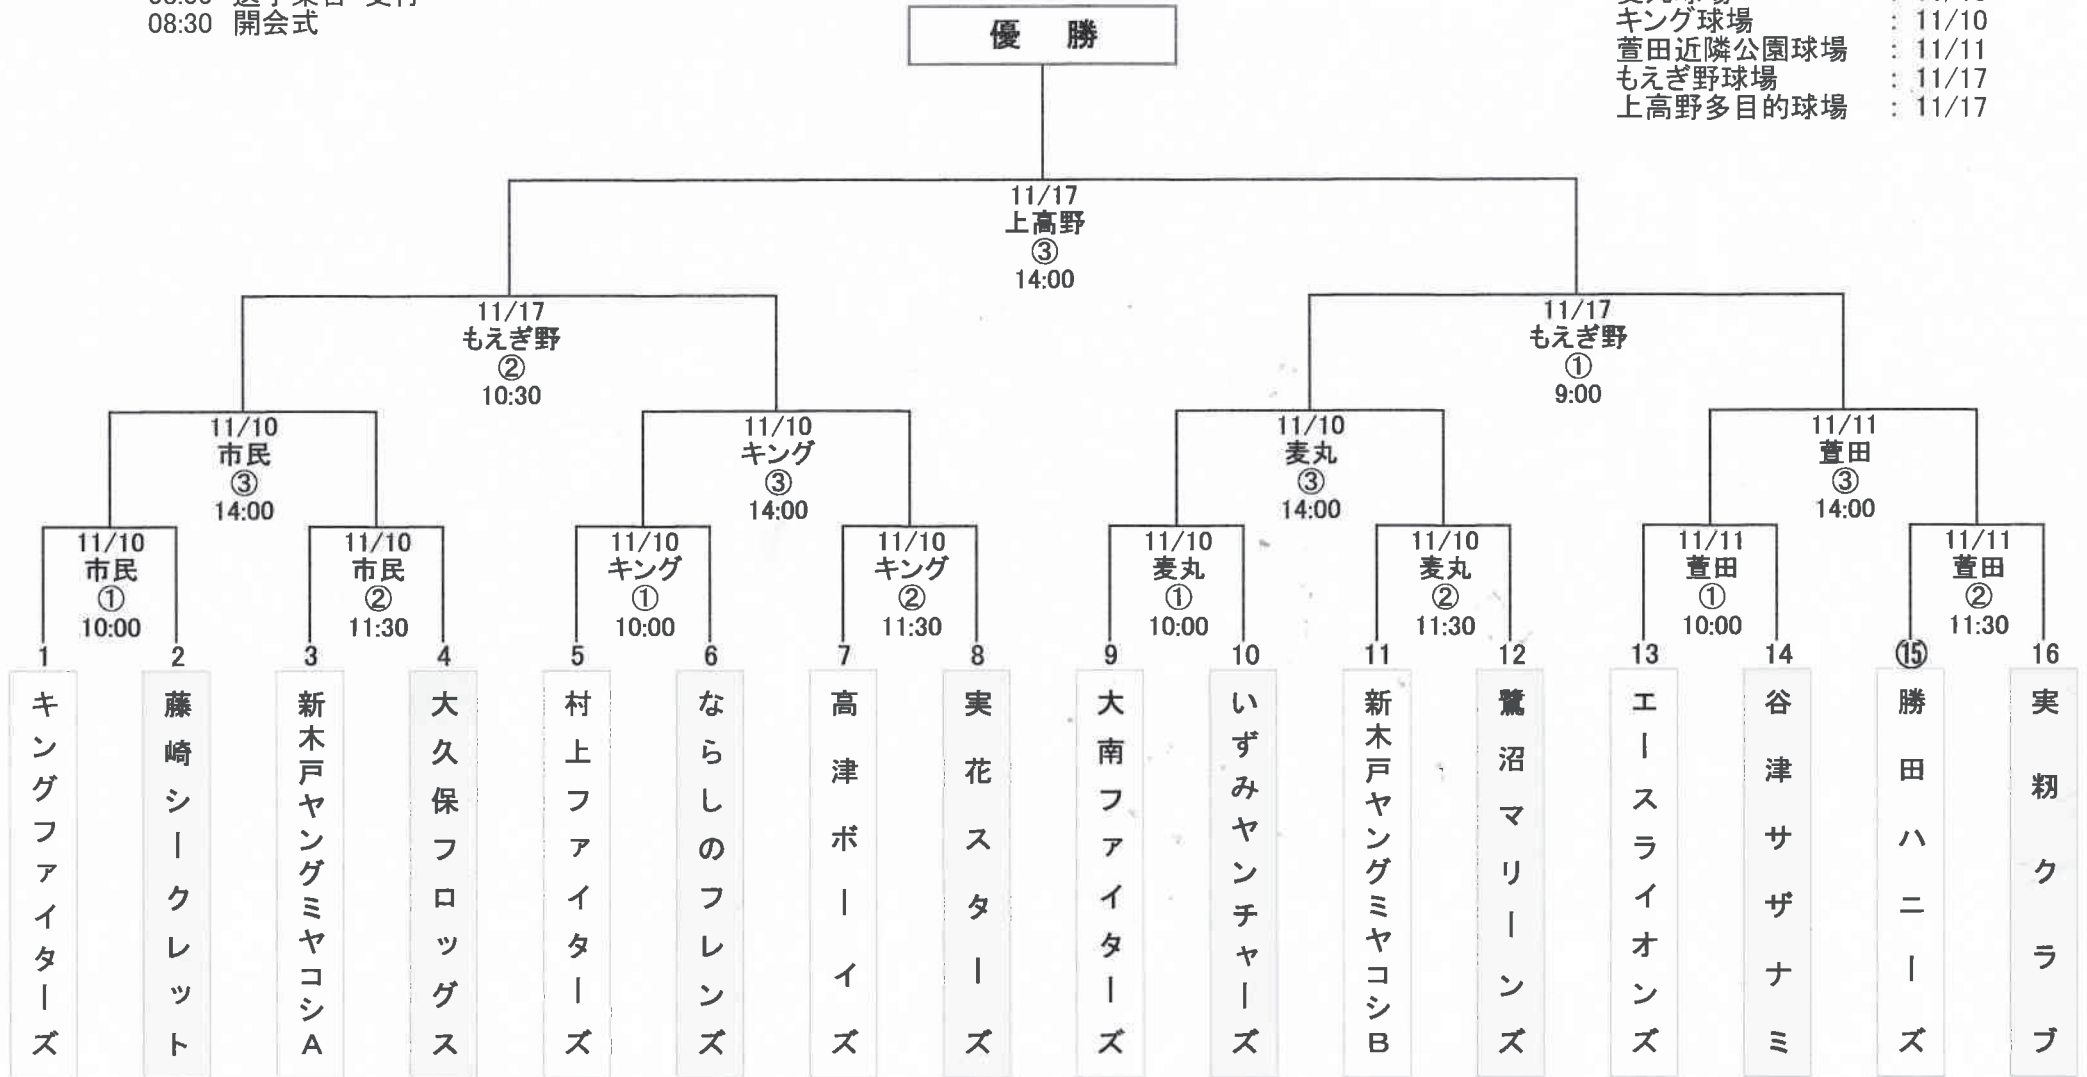 08:30 開会式
優 勝
キング球場 : 11/10
萱田近隣公園球場 : 11/11
もえぎ野球場 : 11/17
上高野多目的球場 : 11/17
11/17
上高野
③
14:00
11/17
もえぎ野
②
10:30
11/17
もえぎ野
①
9:00
11/10
市民
③
14:00
11/10
キング
③
14:00
11/10
麦丸
③
14:00
11/11
萱田
③
14:00
11/10
市民
①
10:00
11/10
市民
②
11:30
11/10
キング
①
10:00
11/10
キング
②
11:30
11/10
麦丸
①
10:00
11/10
麦丸
②
11:30
11/11
萱田
①
10:00
11/11
萱田
②
11:30
1 2 3 4 5 6 7 8 9 10 11 12 13 14 ⑮ 16
キングファイターズ
藤崎シークレット
新木戸ヤングミヤコシA
大久保フロッグス
村上ファイターズ
ならしのフレンズ
高津ボーイズ
実花スターズ
大南ファイターズ
いずみヤンチャーズ
新木戸ヤングミヤコシB
鷺沼マリーンズ
エースライオンズ
谷津サザナミ
勝田ハニーズ
実籾クラブ